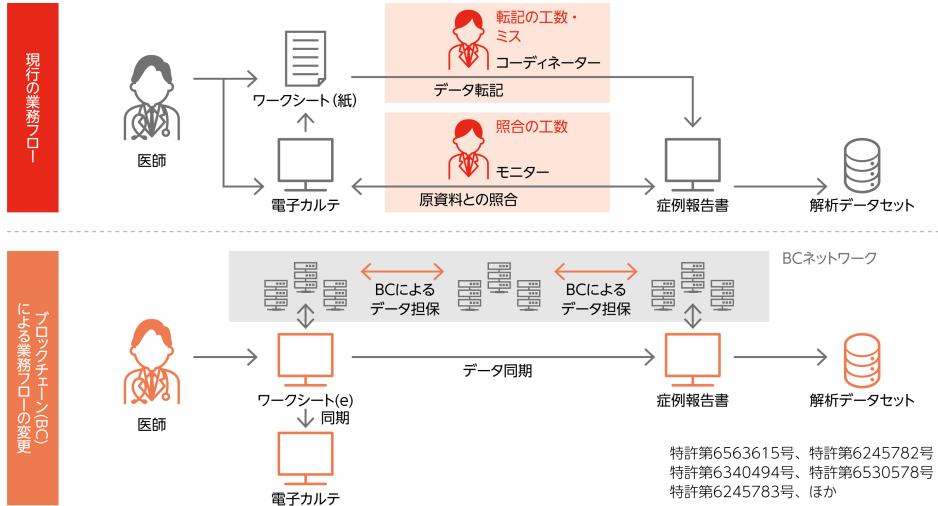 現行の業務フロー
転記の工数・
ミス
コーディネーター
データ転記
ワークシート(紙)
医師
照合の工数
モニター
原資料との照合
電子カルテ
症例報告書
解析データセット
ブロックチェーン(BC)
による業務フローの変更
BCネットワーク
BCによる
データ担保
BCによる
データ担保
医師
ワークシート(e)
同期
電子カルテ
データ同期
症例報告書
解析データセット
特許第6563615号、特許第6245782号
特許第6340494号、特許第6530578号
特許第6245783号、ほか